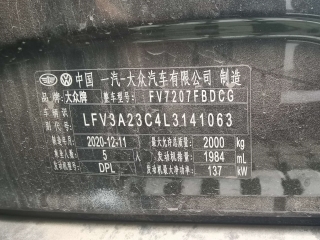 中国 一汽-大众汽车有限公司 制造
品牌 大众牌 整车型号 FV7207FBDCG
车辆识别代号 LFV3A23C4L3141063
制造年月 2020-12-11 最大允许总质量 2000 kg
乘坐人数 5 人 发动机排量 1984 mL
发动机型号 DPL 发动机最大净功率 137 kW